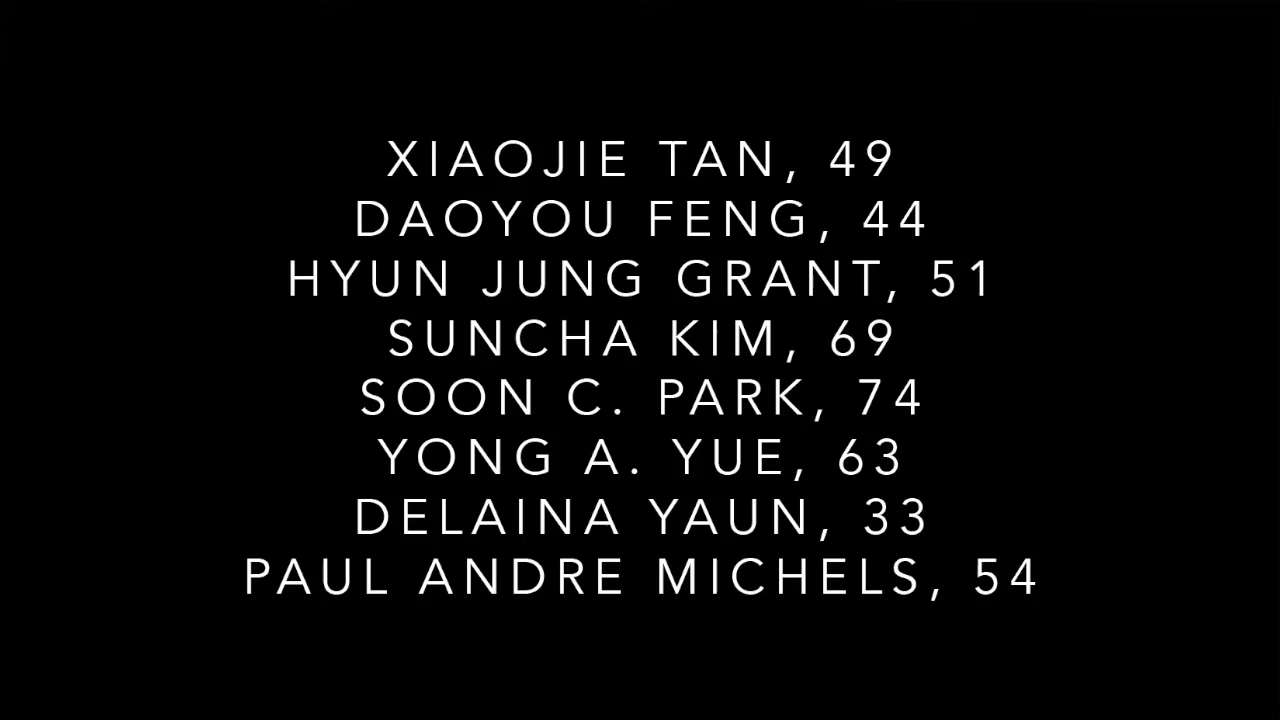 XIAOJIE TAN, 49
DAOYOU FENG, 44
HYUN JUNG GRANT, 51
SUNCHA KIM, 69
SOON C. PARK, 74
YONG A. YUE, 63
DELAINA YAUN, 33
PAUL ANDRE MICHELS, 54